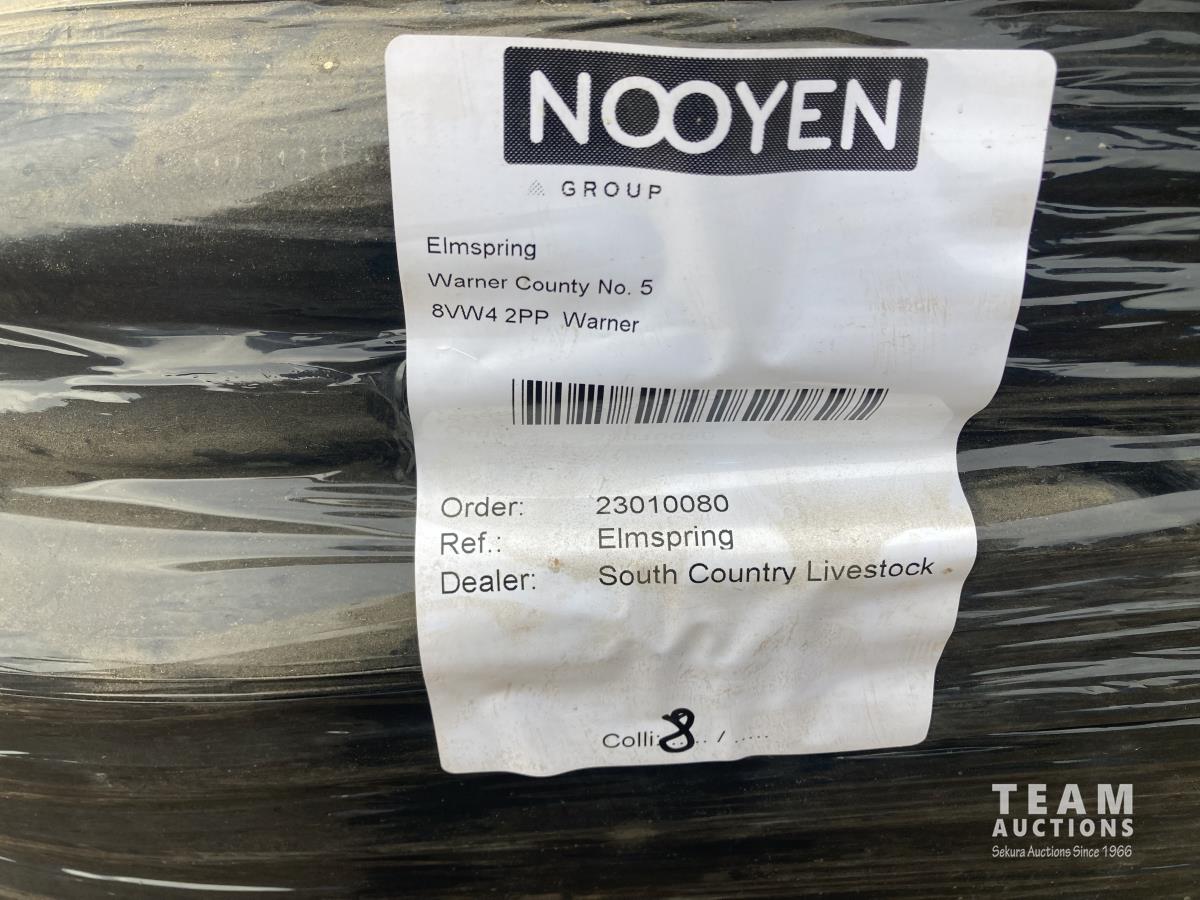 NOOYEN
GROUP
Elmspring
Warner County No. 5
8VW4 2PP Warner
Order: 23010080
Ref.: Elmspring
Dealer: South Country Livestock
Colli: 8 .. / .....
TEAM
AUCTIONS
Sekura Auctions Since 1966